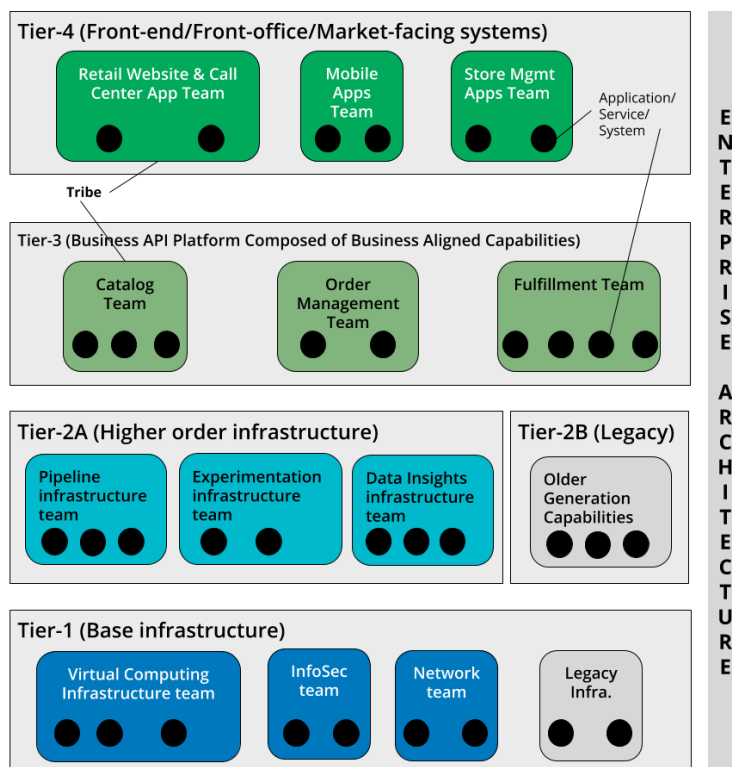 Tier-4 (Front-end/Front-office/Market-facing systems)
Retail Website & Call
Center App Team
Mobile
Apps
Team
Store Mgmt
Apps Team
Application/
Service/
System
Tribe
Tier-3 (Business API Platform Composed of Business Aligned Capabilities)
Catalog
Team
Order
Management
Team
Fulfillment Team
Tier-2A (Higher order infrastructure)
Pipeline
infrastructure
team
Experimentation
infrastructure
team
Data Insights
infrastructure
team
Tier-2B (Legacy)
Older
Generation
Capabilities
Tier-1 (Base infrastructure)
Virtual Computing
Infrastructure team
InfoSec
team
Network
team
Legacy
Infra.
ENTERPRISE ARCHITECTURE